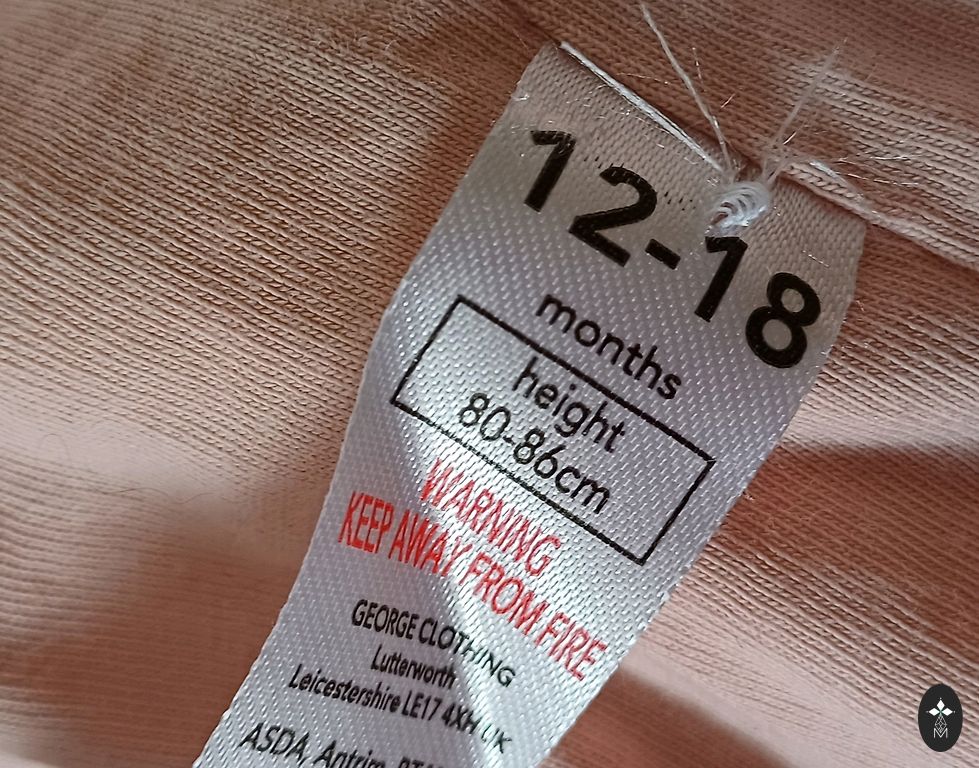 12-18
months
height
80-86cm
WARNING
KEEP AWAY FROM FIRE
GEORGE CLOTHING
Lutterworth
Leicestershire LE17 4XH UK
ASDA, Antrim,
M